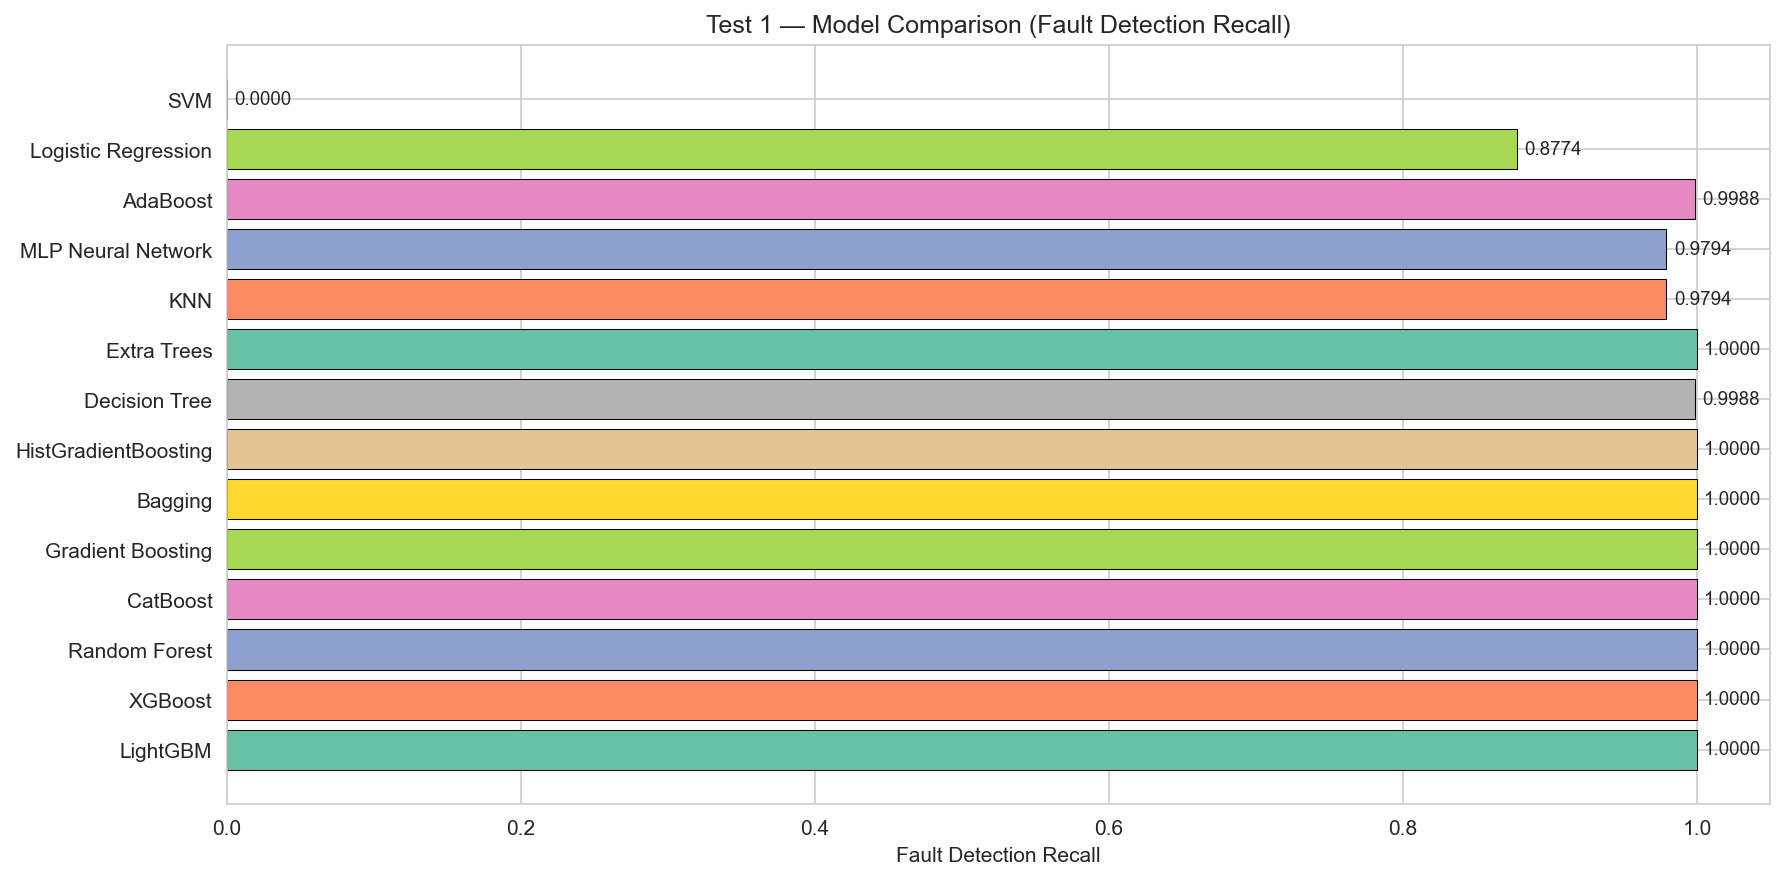 Test 1 — Model Comparison (Fault Detection Recall)
SVM 0.0000
Logistic Regression 0.8774
AdaBoost 0.9988
MLP Neural Network 0.9794
KNN 0.9794
Extra Trees 1.0000
Decision Tree 0.9988
HistGradientBoosting 1.0000
Bagging 1.0000
Gradient Boosting 1.0000
CatBoost 1.0000
Random Forest 1.0000
XGBoost 1.0000
LightGBM 1.0000
0.0 0.2 0.4 0.6 0.8 1.0
Fault Detection Recall